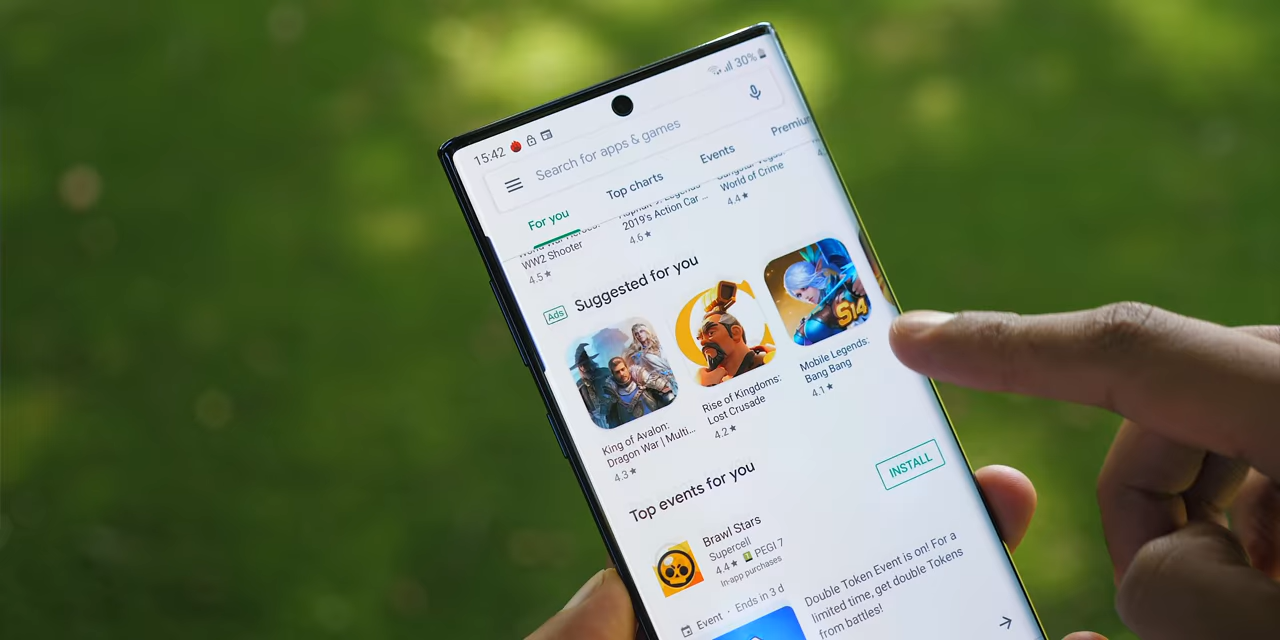 15:42
30%
Search for apps & games
For you
Top charts
Events
WW2 Shooter
4.5★
2019's Action Car ...
4.6★
World of Crime
4.4★
Ads
Suggested for you
King of Avalon:
Dragon War | Multi...
4.3★
Rise of Kingdoms:
Lost Crusade
4.2★
S14
Mobile Legends:
Bang Bang
4.1★
Top events for you
INSTALL
Brawl Stars
Supercell
4.4★ PEGI 7
In-app purchases
Event · Ends in 3 d
Double Token Event is on! For a
limited time, get double Tokens
from battles!